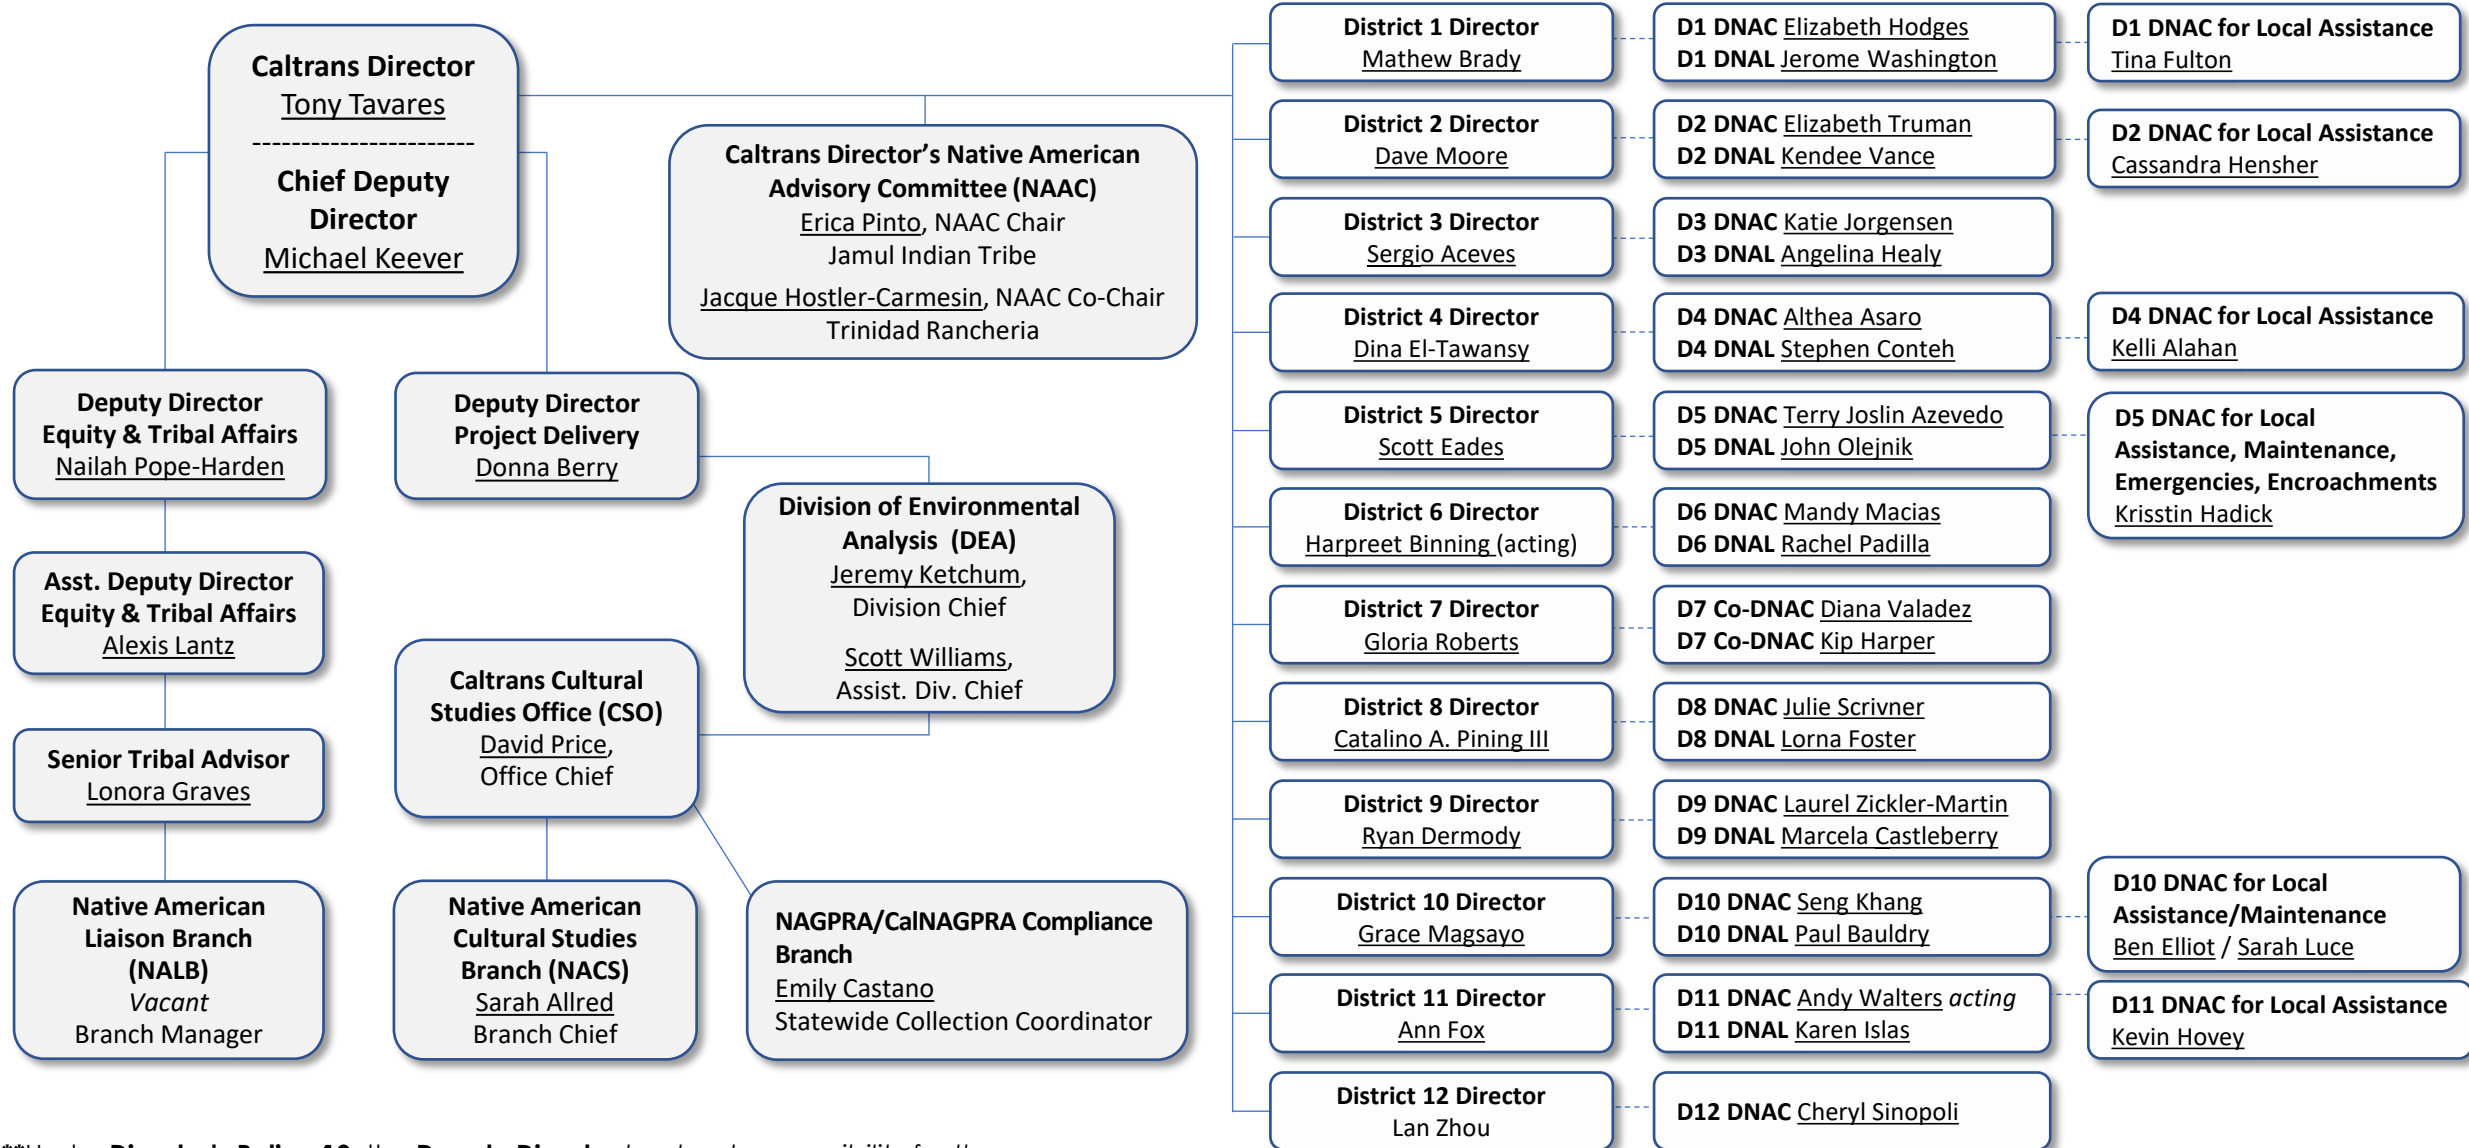 Caltrans Director
Tony Tavares
-----------------------
Chief Deputy
Director
Michael Keever
Caltrans Director’s Native American
Advisory Committee (NAAC)
Erica Pinto, NAAC Chair
Jamul Indian Tribe
Jacque Hostler-Carmesin, NAAC Co-Chair
Trinidad Rancheria
Deputy Director
Equity & Tribal Affairs
Nailah Pope-Harden
Asst. Deputy Director
Equity & Tribal Affairs
Alexis Lantz
Senior Tribal Advisor
Lonora Graves
Native American
Liaison Branch
(NALB)
Vacant
Branch Manager
Deputy Director
Project Delivery
Donna Berry
Division of Environmental
Analysis (DEA)
Jeremy Ketchum,
Division Chief
Scott Williams,
Assist. Div. Chief
Caltrans Cultural
Studies Office (CSO)
David Price,
Office Chief
Native American
Cultural Studies
Branch (NACS)
Sarah Allred
Branch Chief
NAGPRA/CalNAGPRA Compliance
Branch
Emily Castano
Statewide Collection Coordinator
District 1 Director
Mathew Brady
D1 DNAC Elizabeth Hodges
D1 DNAL Jerome Washington
D1 DNAC for Local Assistance
Tina Fulton
District 2 Director
Dave Moore
D2 DNAC Elizabeth Truman
D2 DNAL Kendee Vance
D2 DNAC for Local Assistance
Cassandra Hensher
District 3 Director
Sergio Aceves
D3 DNAC Katie Jorgensen
D3 DNAL Angelina Healy
District 4 Director
Dina El-Tawansy
D4 DNAC Althea Asaro
D4 DNAL Stephen Conteh
D4 DNAC for Local Assistance
Kelli Alahan
District 5 Director
Scott Eades
D5 DNAC Terry Joslin Azevedo
D5 DNAL John Olejnik
D5 DNAC for Local
Assistance, Maintenance,
Emergencies, Encroachments
Krisstin Hadick
District 6 Director
Harpreet Binning (acting)
D6 DNAC Mandy Macias
D6 DNAL Rachel Padilla
District 7 Director
Gloria Roberts
D7 Co-DNAC Diana Valadez
D7 Co-DNAC Kip Harper
District 8 Director
Catalino A. Pining III
D8 DNAC Julie Scrivner
D8 DNAL Lorna Foster
District 9 Director
Ryan Dermody
D9 DNAC Laurel Zickler-Martin
D9 DNAL Marcela Castleberry
District 10 Director
Grace Magsayo
D10 DNAC Seng Khang
D10 DNAL Paul Bauldry
D10 DNAC for Local
Assistance/Maintenance
Ben Elliot / Sarah Luce
District 11 Director
Ann Fox
D11 DNAC Andy Walters acting
D11 DNAL Karen Islas
D11 DNAC for Local Assistance
Kevin Hovey
District 12 Director
Lan Zhou
D12 DNAC Cheryl Sinopoli